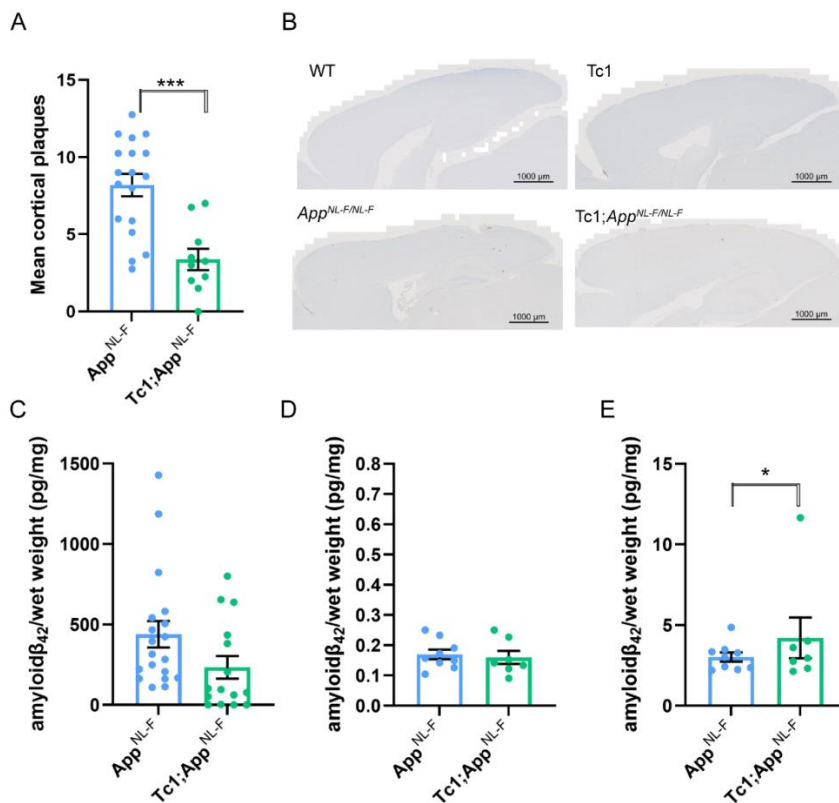 A
Mean cortical plaques
15
10
5
0
***
App^NL-F
Tc1;App^NL-F
B
WT
1000 µm
Tc1
1000 µm
App^NL-F/NL-F
1000 µm
Tc1;App^NL-F/NL-F
1000 µm
C
amyloidβ₄₂/wet weight (pg/mg)
1500
1000
500
0
App^NL-F
Tc1;App^NL-F
D
amyloidβ₄₂/wet weight (pg/mg)
0.8
0.7
0.6
0.5
0.4
0.3
0.2
0.1
0.0
App^NL-F
Tc1;App^NL-F
E
amyloidβ₄₂/wet weight (pg/mg)
15
10
5
0
*
App^NL-F
Tc1;App^NL-F